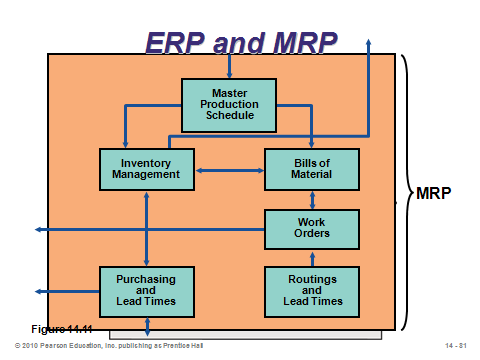 ERP and MRP
Master
Production
Schedule
Inventory
Management
Bills of
Material
MRP
Work
Orders
Purchasing
and
Lead Times
Routings
and
Lead Times
Figure 14.11
© 2010 Pearson Education, Inc. publishing as Prentice Hall
14 - 81